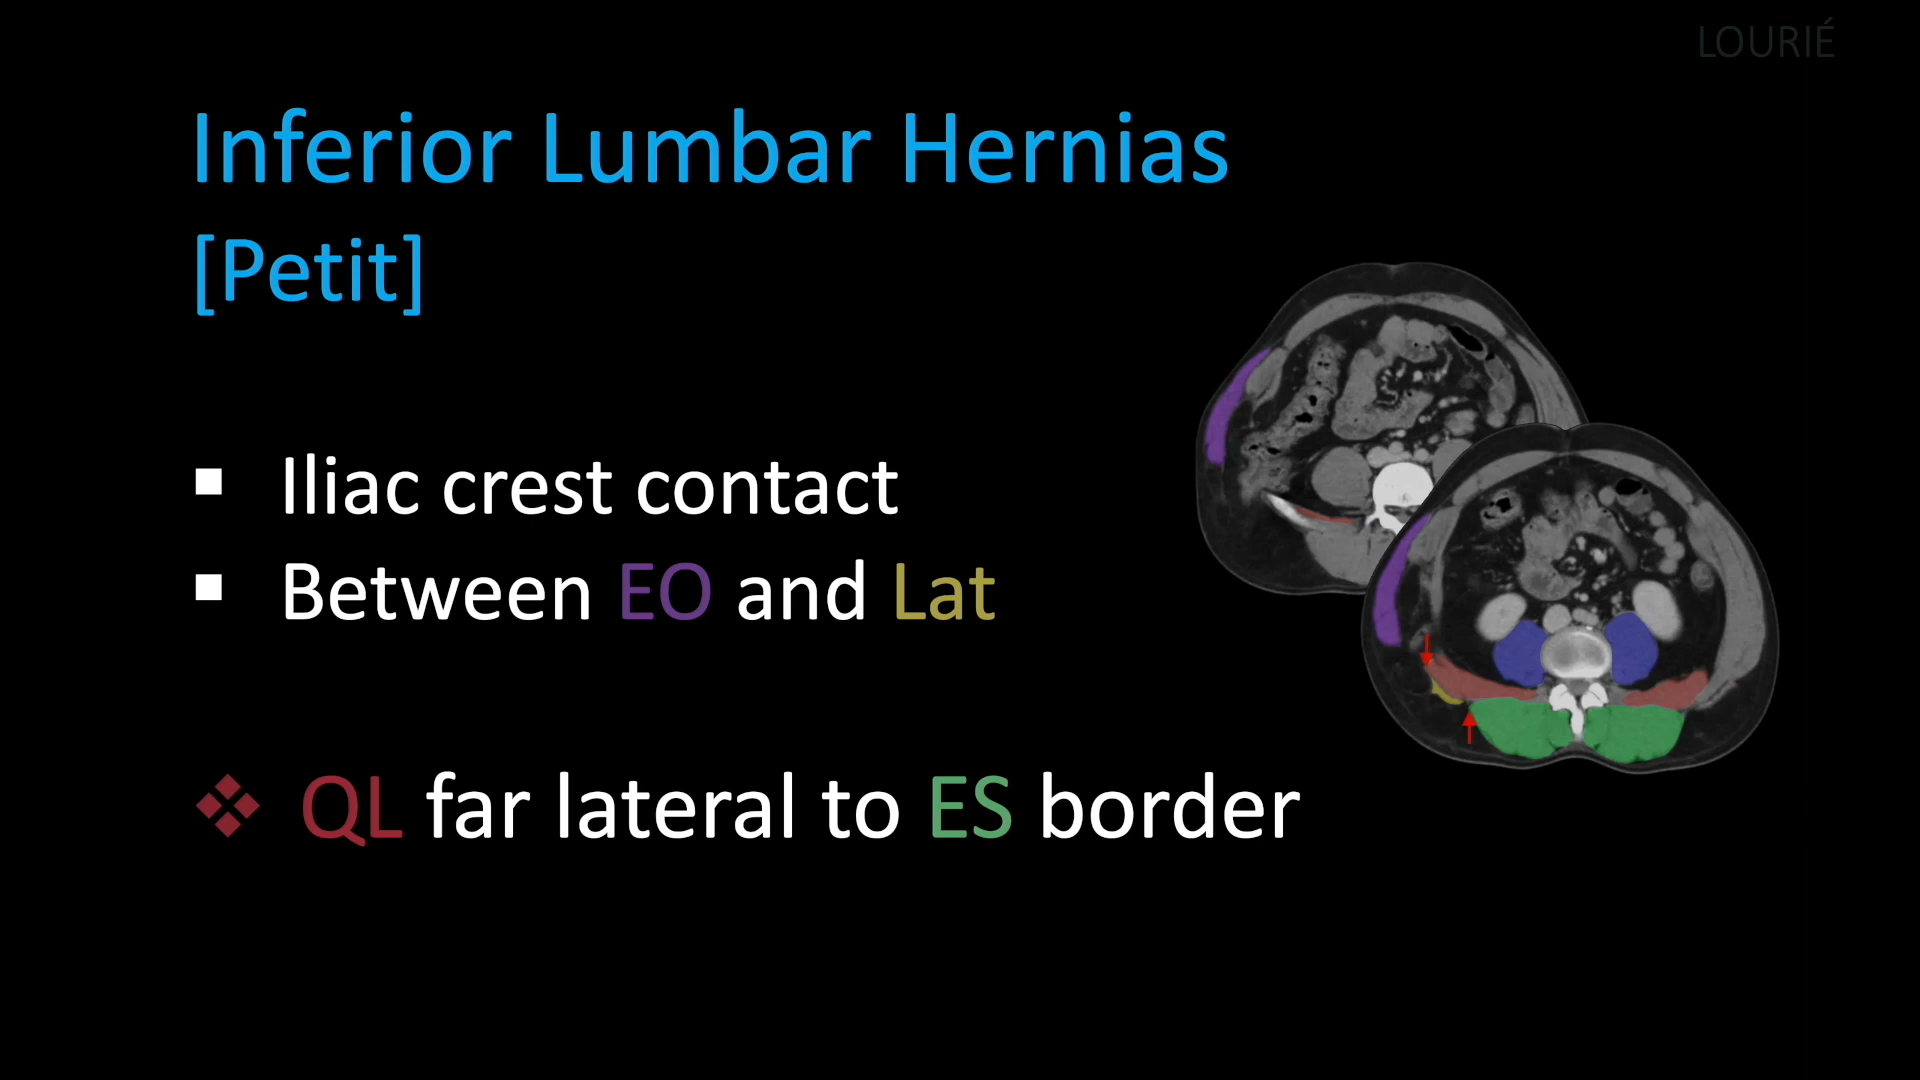 LOURIÉ
Inferior Lumbar Hernias
[Petit]
▪ Iliac crest contact
▪ Between EO and Lat
❖ QL far lateral to ES border